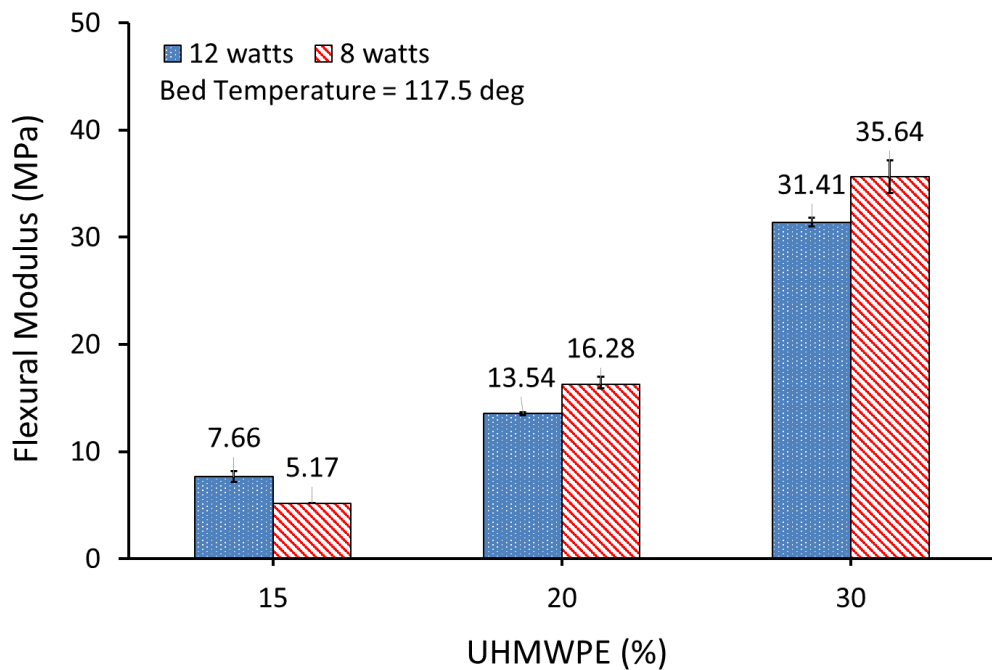 50
12 watts 8 watts
Bed Temperature = 117.5 deg
40
35.64
31.41
30
Flexural Modulus (MPa)
20
16.28
13.54
10
7.66
5.17
0
15 20 30
UHMWPE (%)